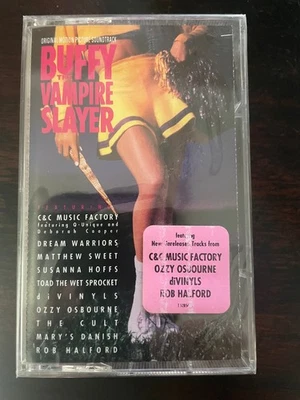 ORIGINAL MOTION PICTURE SOUNDTRACK
BUFFY
THE
VAMPIRE
SLAYER
FEATURING
C&C MUSIC FACTORY
featuring Q-Unique and
Deborah Cooper
DREAM WARRIORS
MATTHEW SWEET
SUSANNA HOFFS
TOAD THE WET SPROCKET
diVINYLS
OZZY OSBOURNE
THE CULT
MARY'S DANISH
ROB HALFORD
featuring
New/Unreleased Tracks from
C&C MUSIC FACTORY
OZZY OSBOURNE
diVINYLS
ROB HALFORD